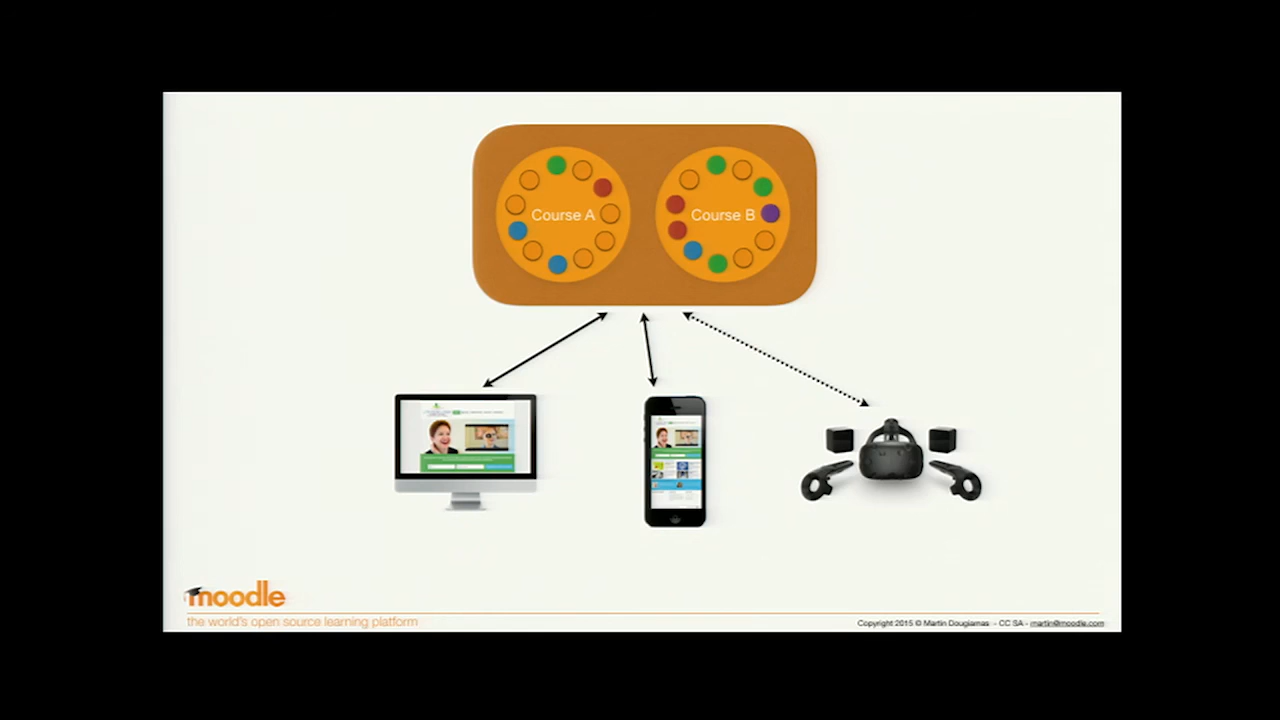 Course A
Course B
moodle
the world's open source learning platform
Copyright 2015 © Martin Dougiamas - CC SA - martin@moodle.com